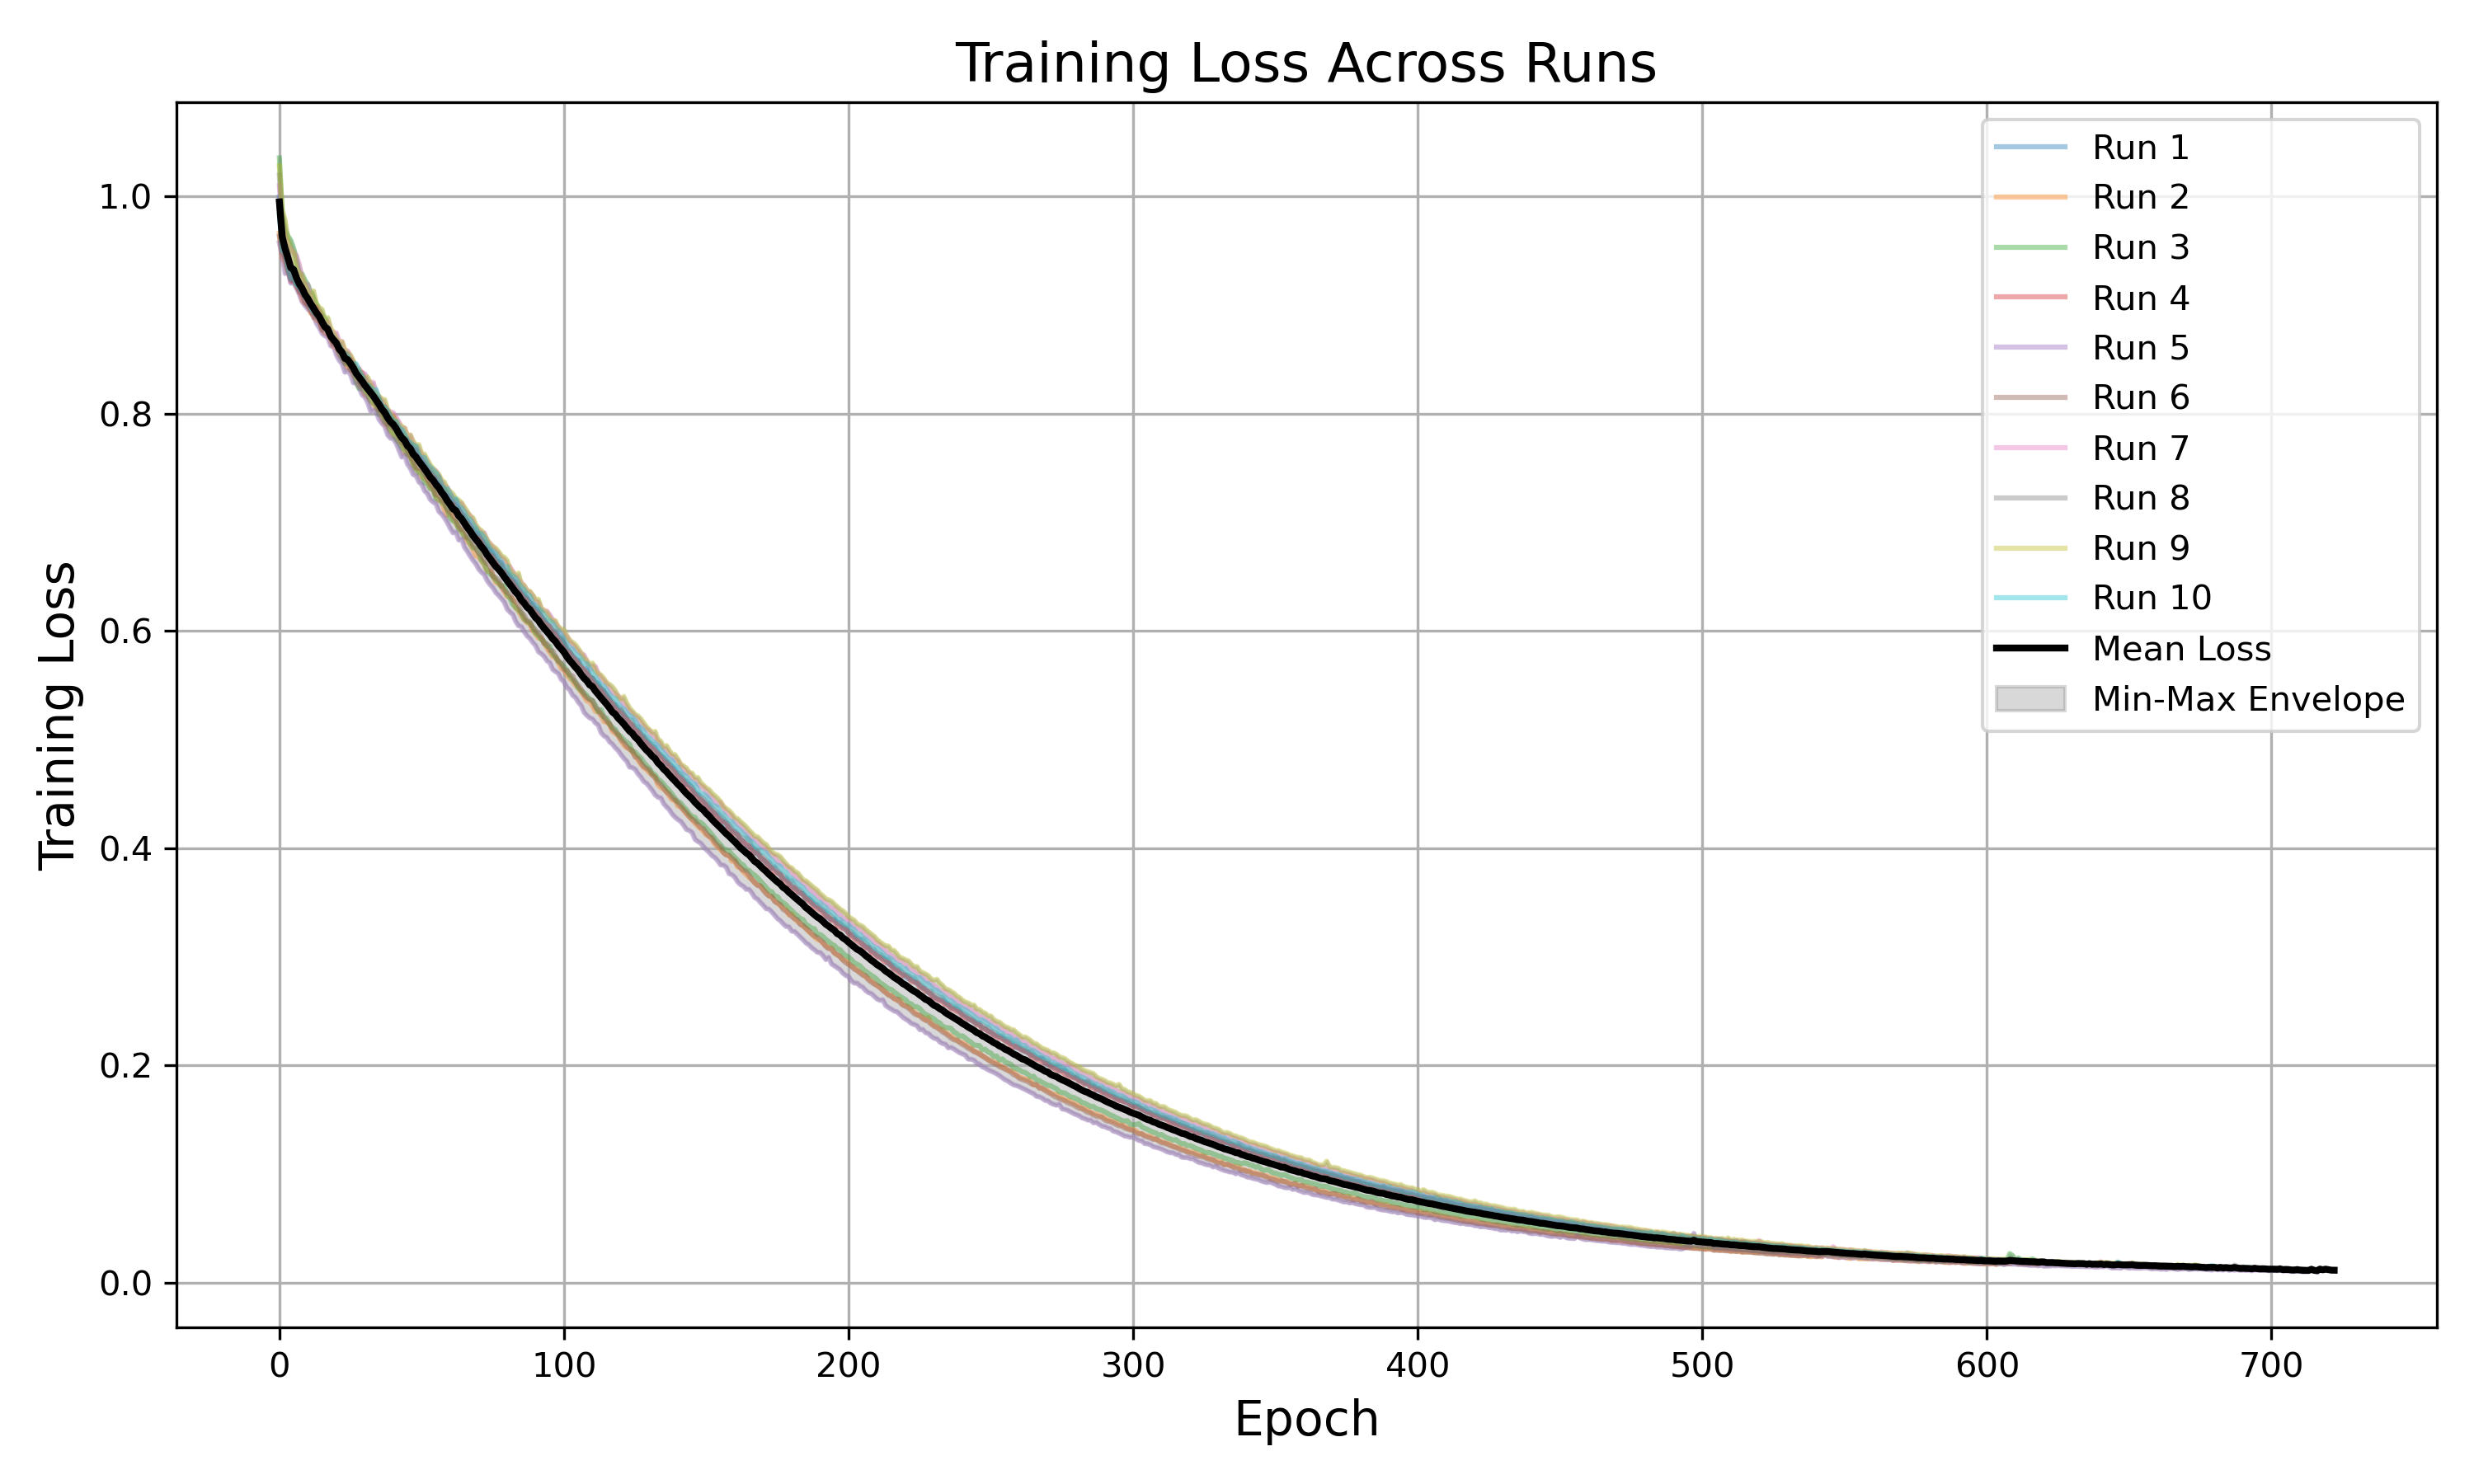 Training Loss Across Runs
Training Loss
1.0
0.8
0.6
0.4
0.2
0.0
Run 1
Run 2
Run 3
Run 4
Run 5
Run 6
Run 7
Run 8
Run 9
Run 10
Mean Loss
Min-Max Envelope
0 100 200 300 400 500 600 700
Epoch